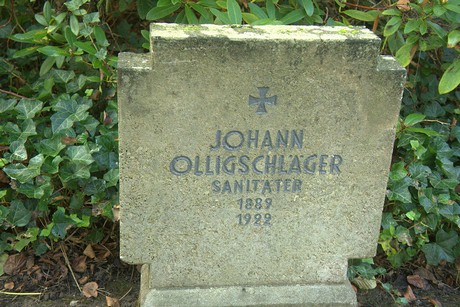 JOHANN
OLLIGSCHLÄGER
SANITÄTER
1889
1922